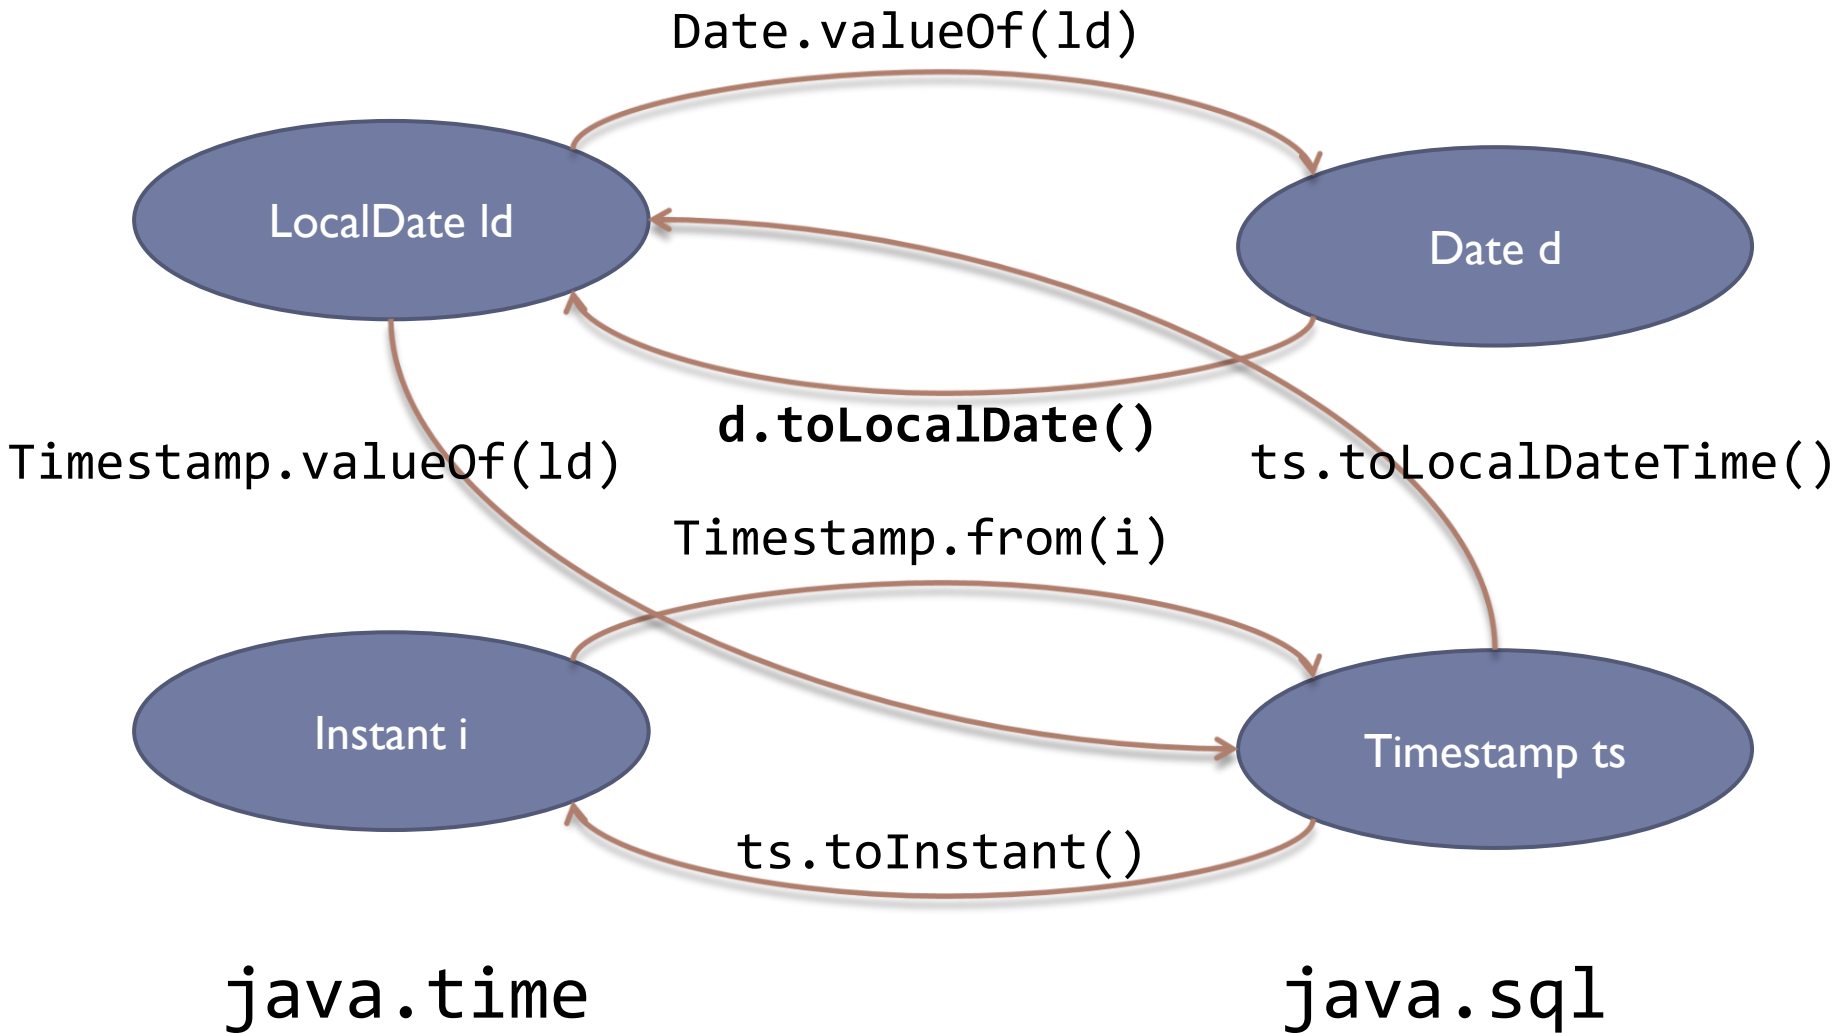 Date.valueOf(ld)
LocalDate ld
Date d
d.toLocalDate()
Timestamp.valueOf(ld)
ts.toLocalDateTime()
Timestamp.from(i)
Instant i
Timestamp ts
ts.toInstant()
java.time
java.sql